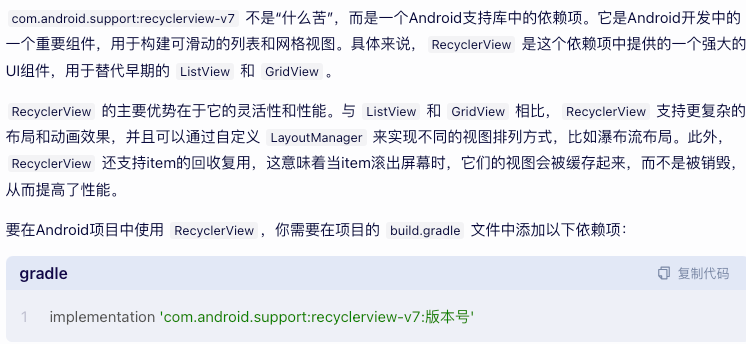 com.android.support:recyclerview-v7 不是“什么苦”，而是一个Android支持库中的依赖项。它是Android开发中的
一个重要组件，用于构建可滑动的列表和网格视图。具体来说， RecyclerView 是这个依赖项中提供的一个强大的
UI组件，用于替代早期的 ListView 和 GridView 。
RecyclerView 的主要优势在于它的灵活性和性能。与 ListView 和 GridView 相比， RecyclerView 支持更复杂的
布局和动画效果，并且可以通过自定义 LayoutManager 来实现不同的视图排列方式，比如瀑布流布局。此外，
RecyclerView 还支持item的回收复用，这意味着当item滚出屏幕时，它们的视图会被缓存起来，而不是被销毁，
从而提高了性能。
要在Android项目中使用 RecyclerView ，你需要在项目的 build.gradle 文件中添加以下依赖项：
gradle 复制代码
1 implementation 'com.android.support:recyclerview-v7:版本号'